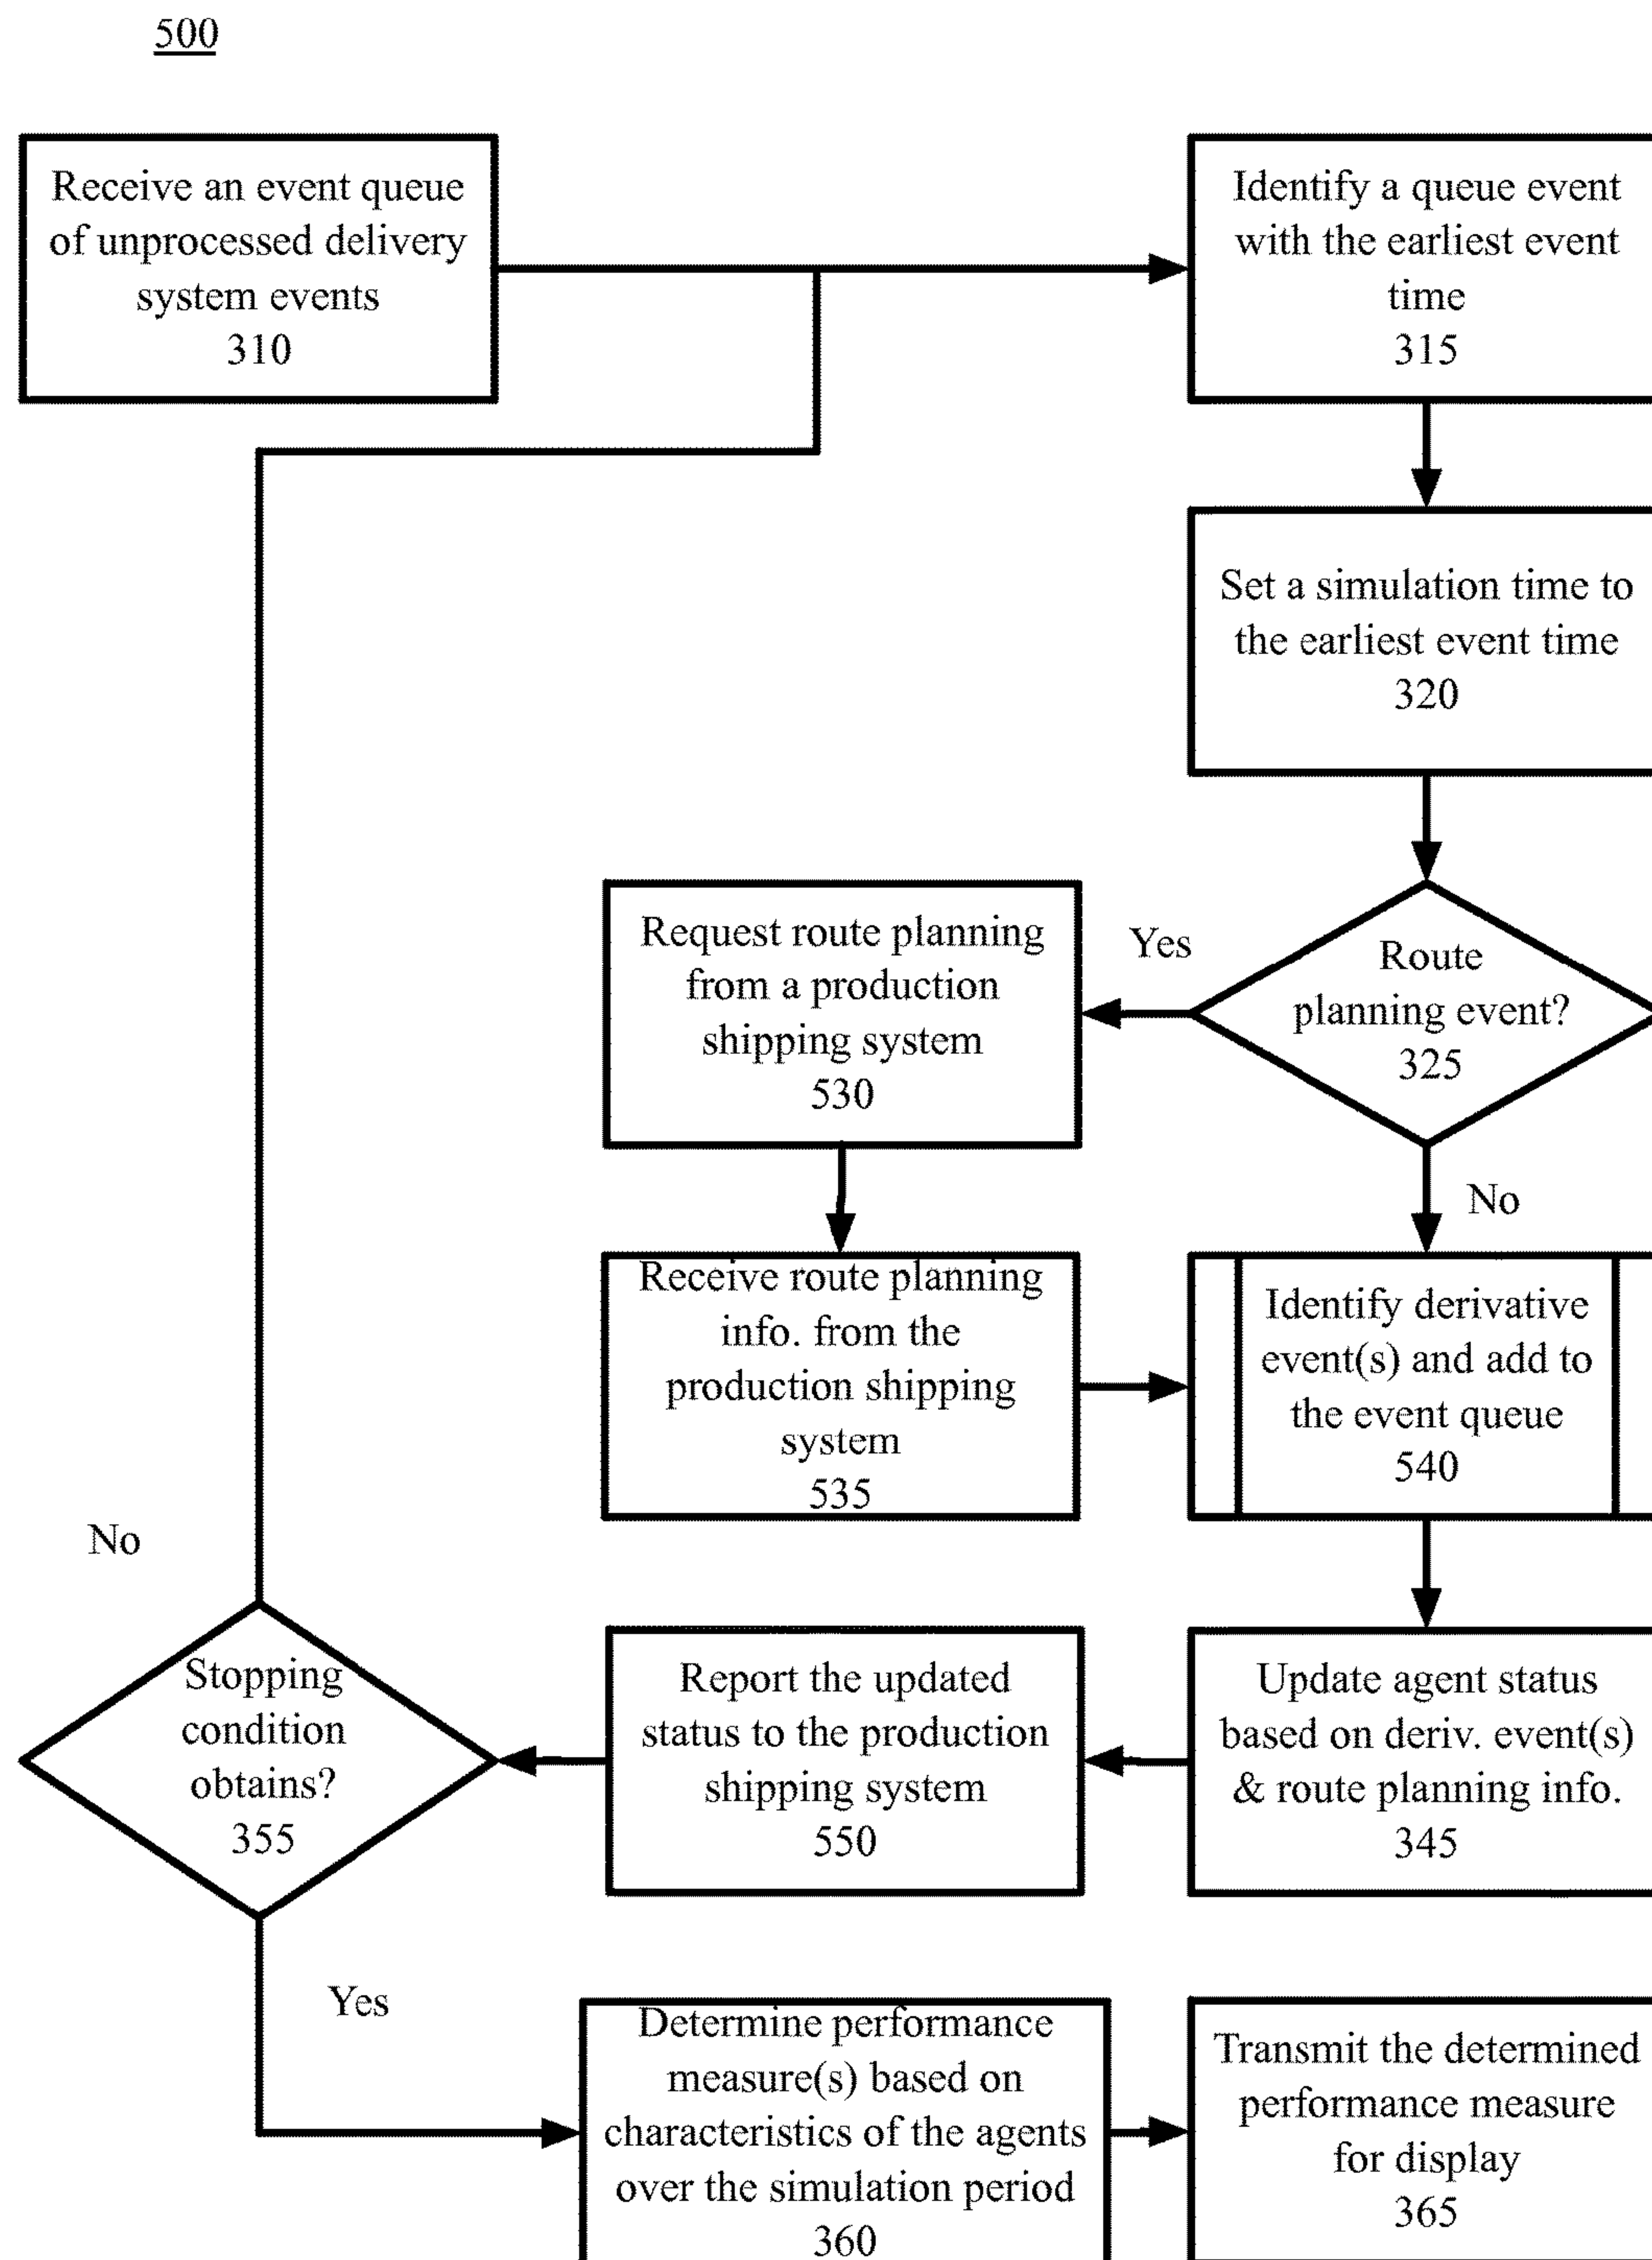 500
Receive an event queue
of unprocessed delivery
system events
310
Identify a queue event
with the earliest event
time
315
Set a simulation time to
the earliest event time
320
Route
planning event?
325
Yes
No
Request route planning
from a production
shipping system
530
Receive route planning
info. from the
production shipping
system
535
Identify derivative
event(s) and add to
the event queue
540
Update agent status
based on deriv. event(s)
& route planning info.
345
Report the updated
status to the production
shipping system
550
Stopping
condition
obtains?
355
No
Yes
Determine performance
measure(s) based on
characteristics of the agents
over the simulation period
360
Transmit the determined
performance measure
for display
365